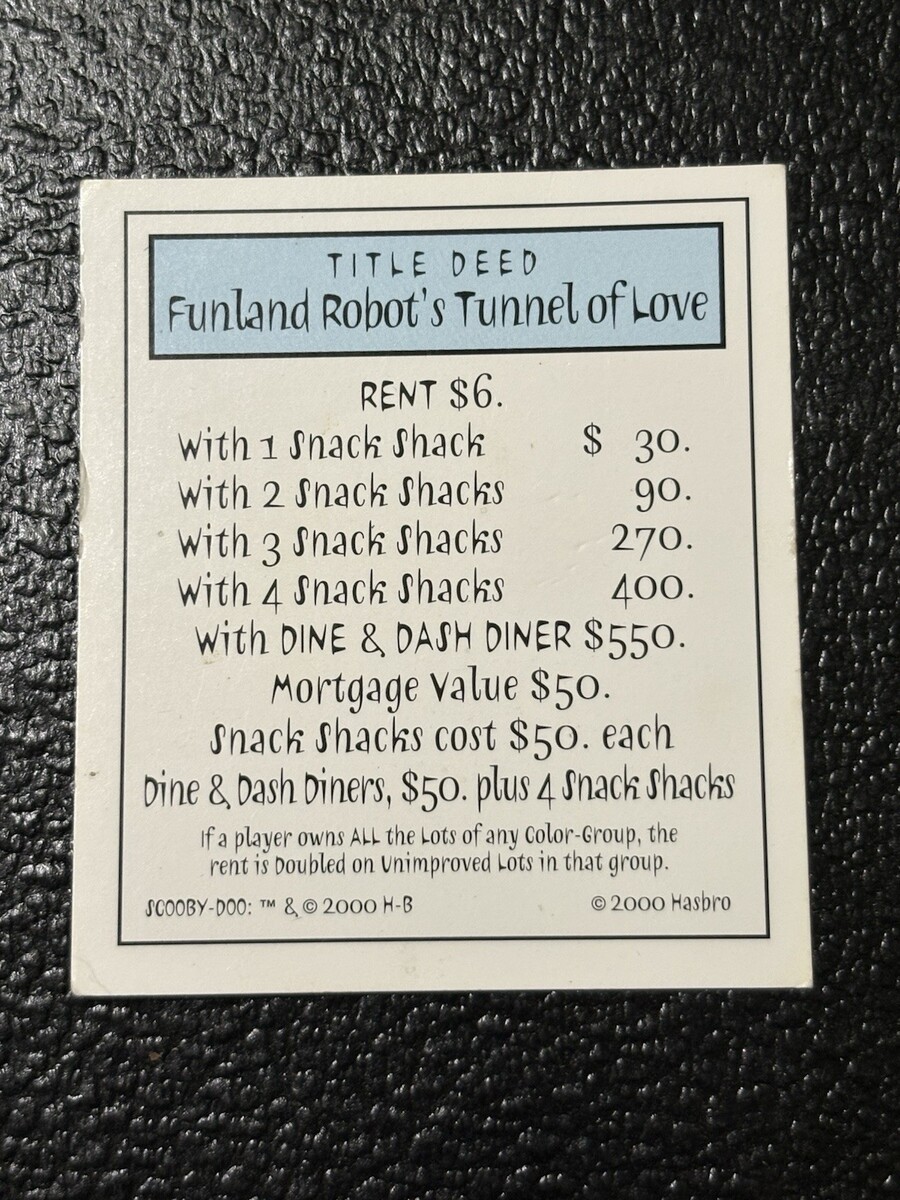 TITLE DEED
Funland Robot's Tunnel of Love
RENT $6.
With 1 Snack Shack $ 30.
With 2 Snack Shacks 90.
With 3 Snack Shacks 270.
With 4 Snack Shacks 400.
With DINE & DASH DINER $550.
Mortgage Value $50.
Snack Shacks cost $50. each
Dine & Dash Diners, $50. plus 4 Snack Shacks
If a player owns ALL the Lots of any Color-Group, the
rent is Doubled on Unimproved Lots in that group.
SCOOBY-DOO: ™ & © 2000 H-B © 2000 Hasbro